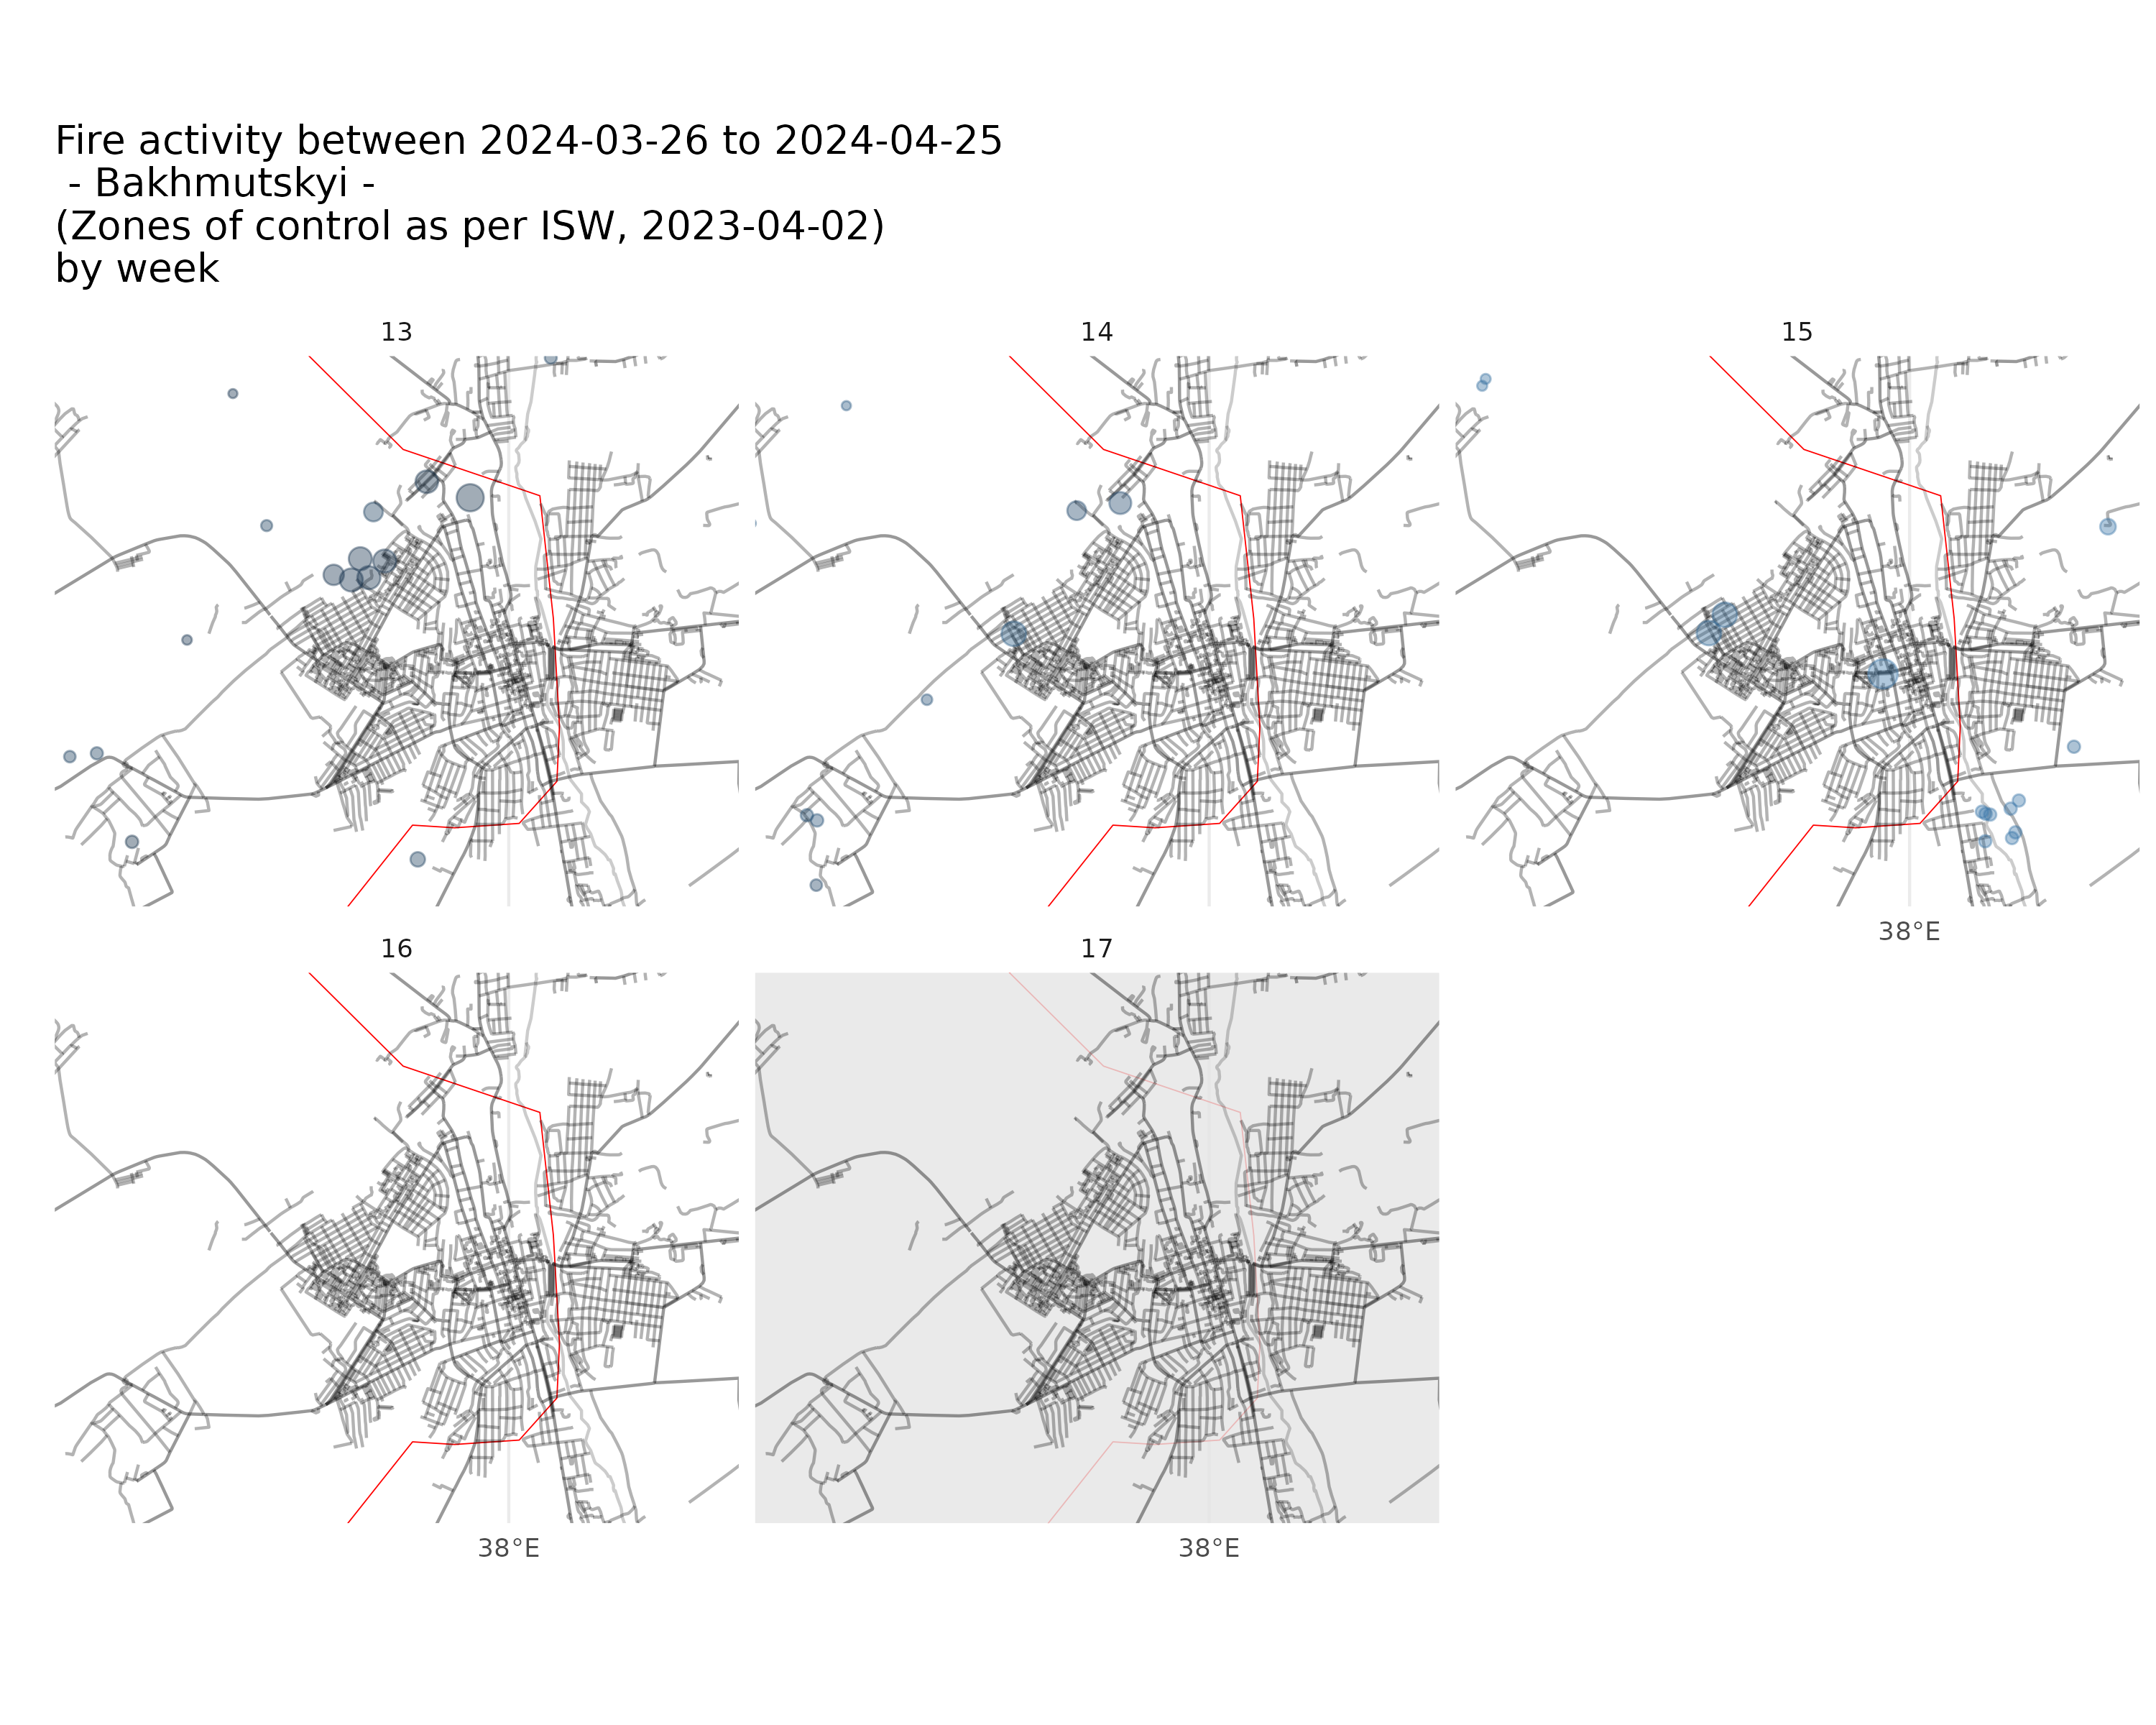 Fire activity between 2024-03-26 to 2024-04-25
- Bakhmutskyi -
(Zones of control as per ISW, 2023-04-02)
by week
13
14
15
38°E
16
17
38°E
38°E